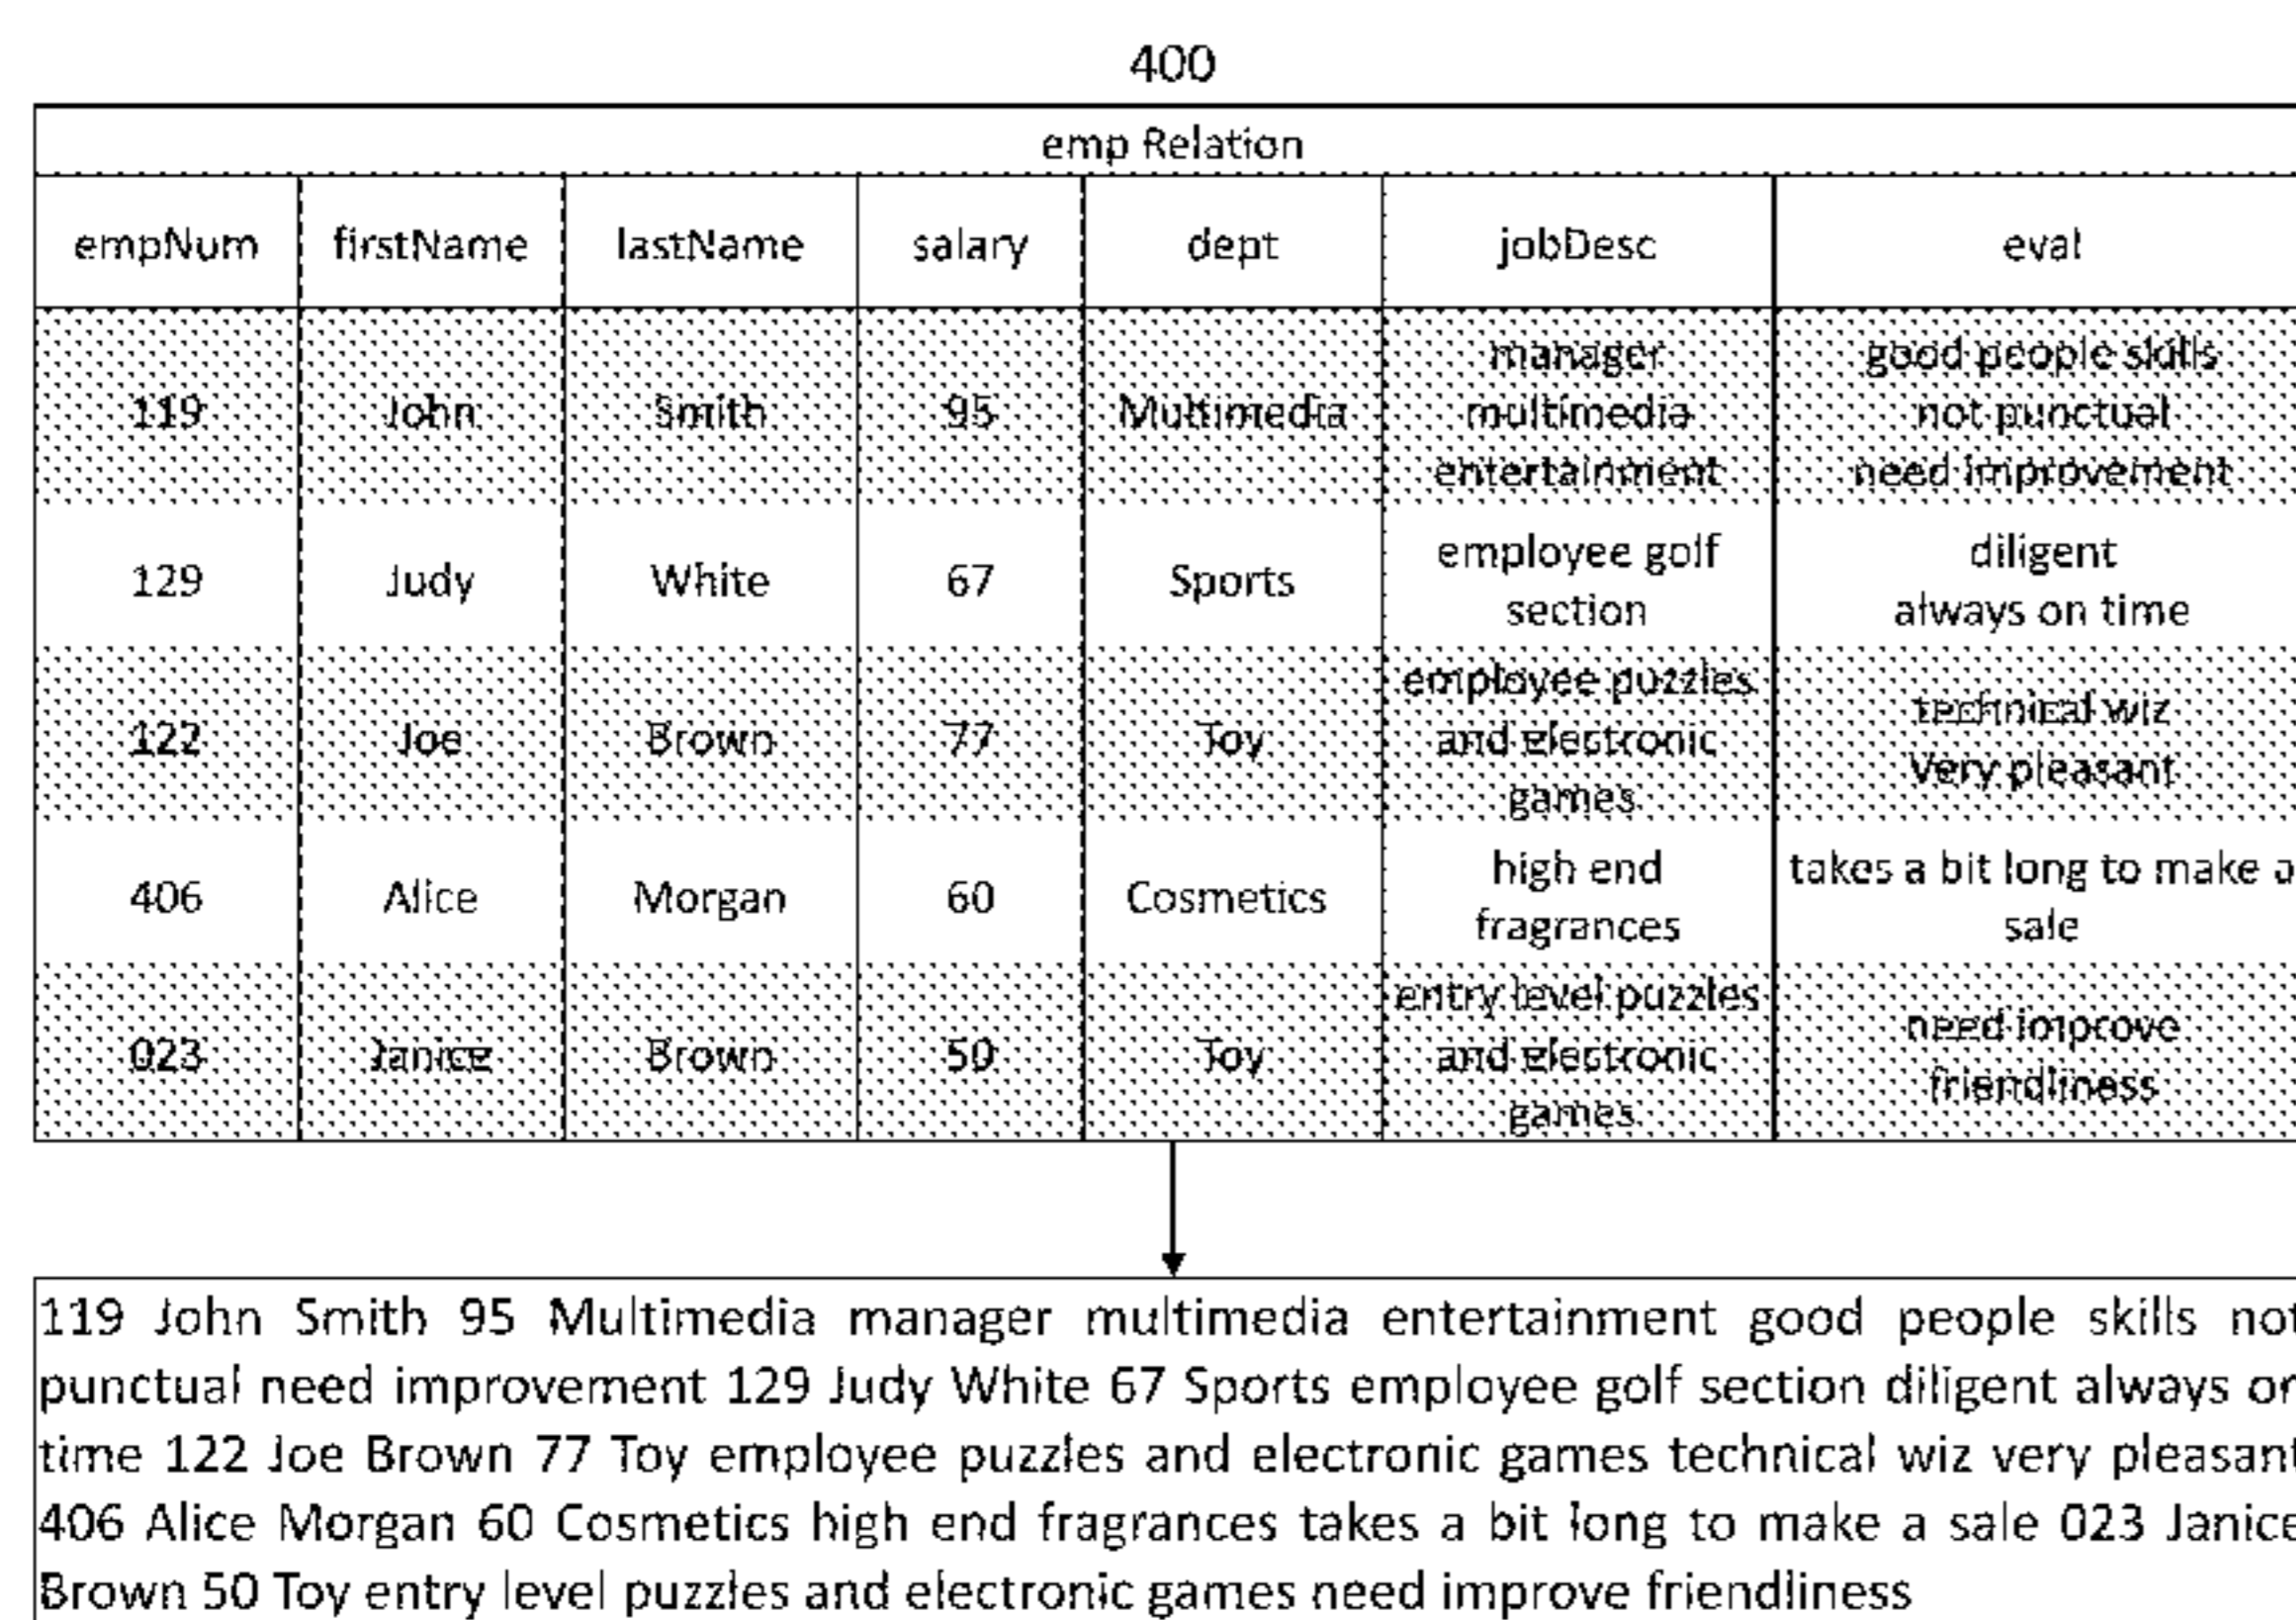 400
emp Relation
empNum firstName lastName salary dept jobDesc eval
119 John Smith 95 Multimedia manager multimedia entertainment good people skills not punctual need improvement
129 Judy White 67 Sports employee golf section diligent always on time
122 Joe Brown 77 Toy employee puzzles and electronic games technical wiz Very pleasant
406 Alice Morgan 60 Cosmetics high end fragrances takes a bit long to make a sale
023 Janice Brown 50 Toy entry level puzzles and electronic games need improve friendliness
119 John Smith 95 Multimedia manager multimedia entertainment good people skills not
punctual need improvement 129 Judy White 67 Sports employee golf section diligent always on
time 122 Joe Brown 77 Toy employee puzzles and electronic games technical wiz very pleasant
406 Alice Morgan 60 Cosmetics high end fragrances takes a bit long to make a sale 023 Janice
Brown 50 Toy entry level puzzles and electronic games need improve friendliness